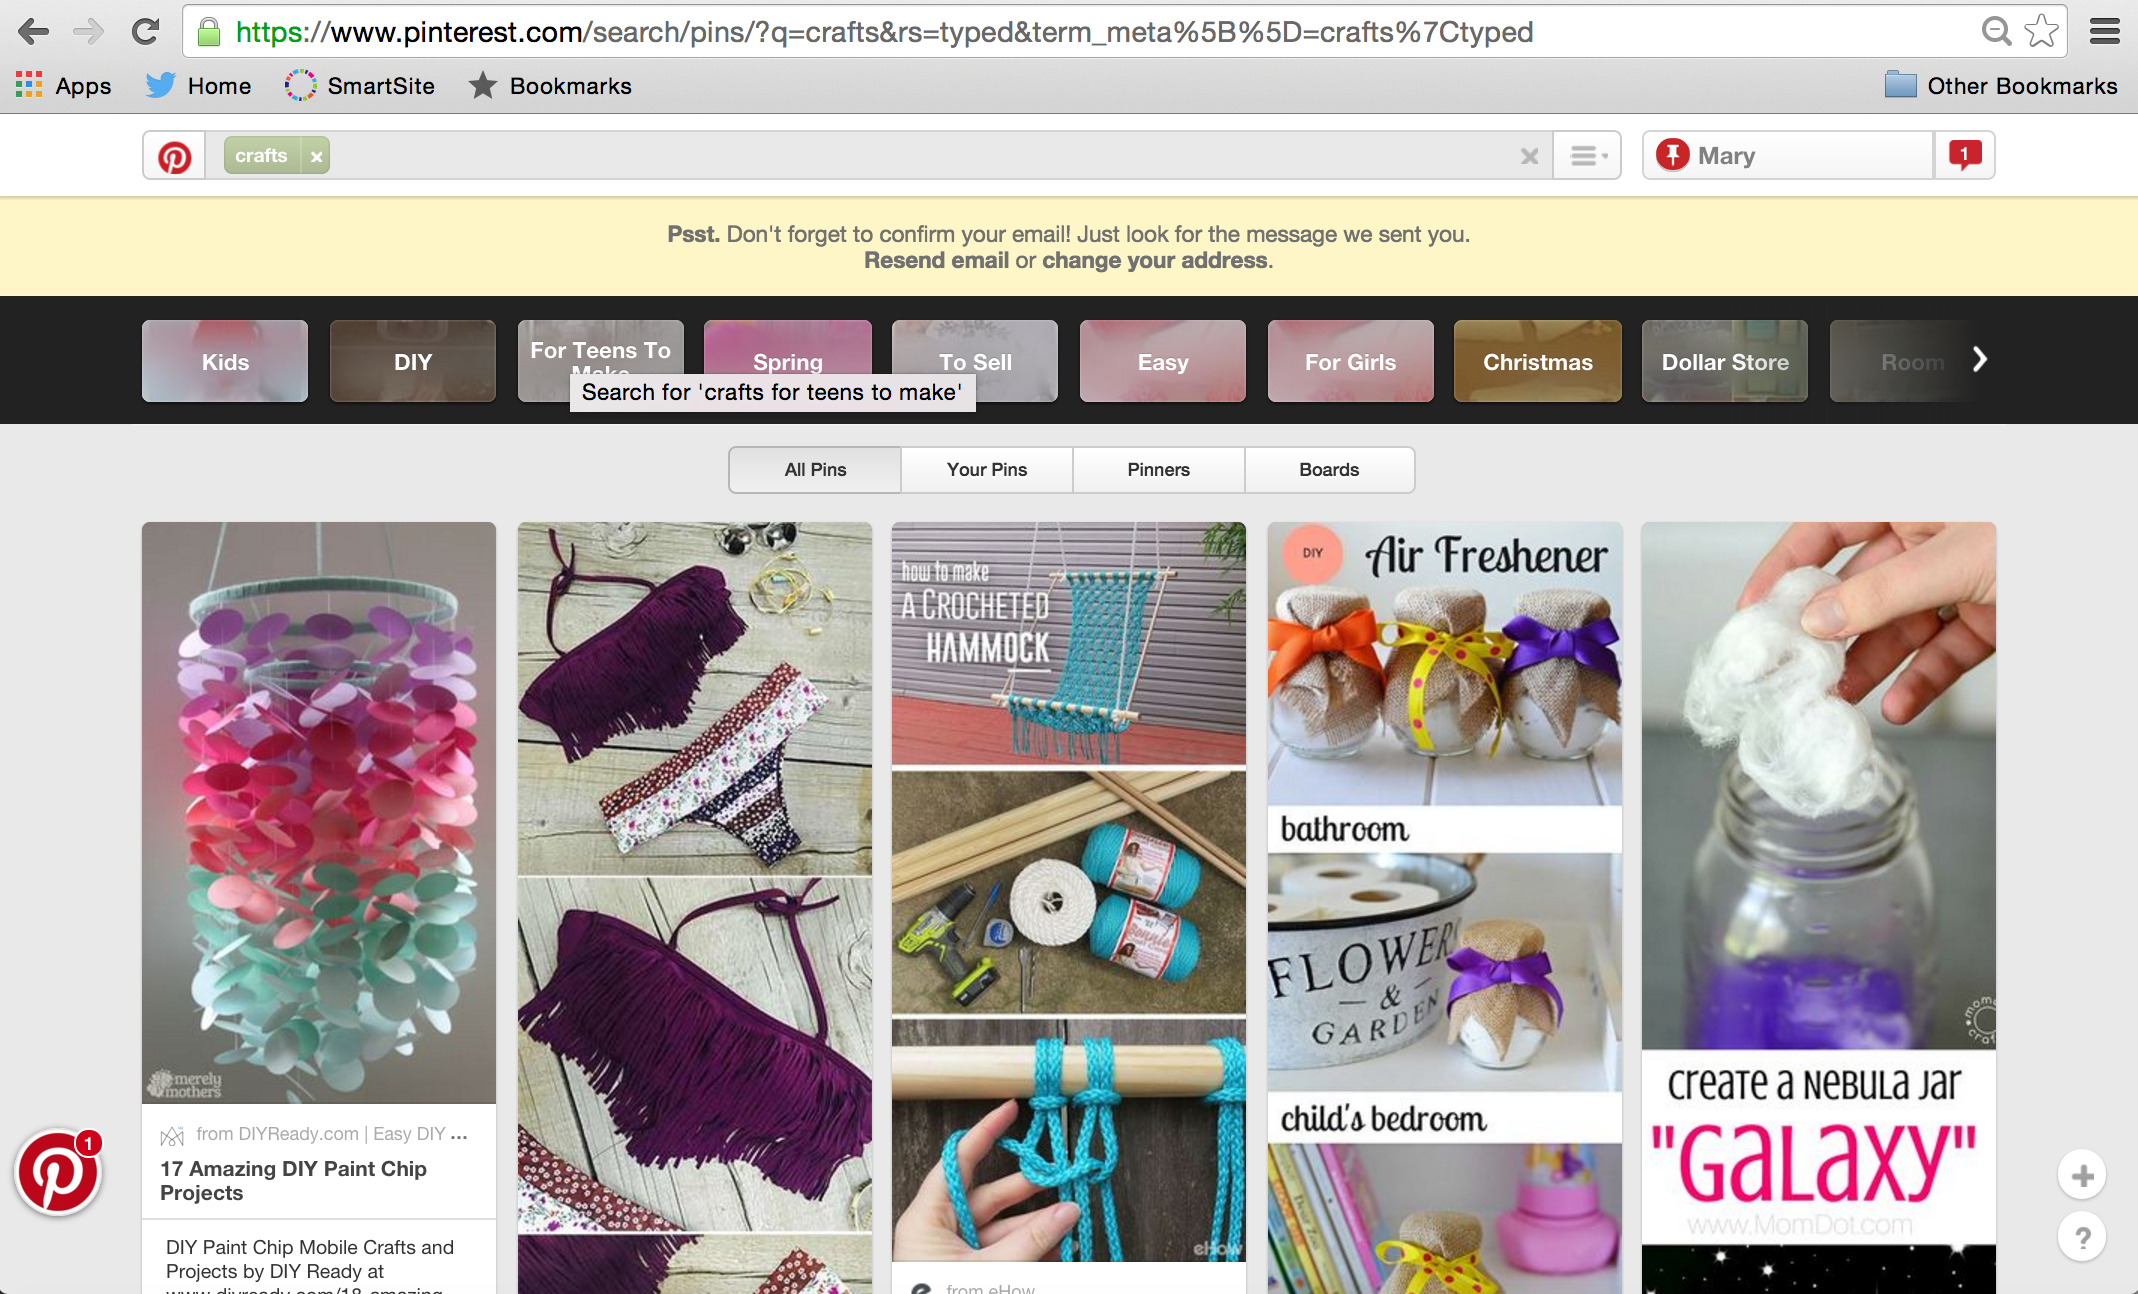 https://www.pinterest.com/search/pins/?q=crafts&rs=typed&term_meta%5B%5D=crafts%7Ctyped
Apps Home SmartSite Bookmarks Other Bookmarks
crafts Mary 1
Psst. Don't forget to confirm your email! Just look for the message we sent you.
Resend email or change your address.
Kids DIY For Teens To Make Spring To Sell Easy For Girls Christmas Dollar Store Room
Search for 'crafts for teens to make'
All Pins Your Pins Pinners Boards
merely
mothers
from DIYReady.com | Easy DIY ...
17 Amazing DIY Paint Chip
Projects
DIY Paint Chip Mobile Crafts and
Projects by DIY Ready at
www.diyready.com/18-amazing-
1
how to make
A CROCHETED
HAMMOCK
eHow
from eHow
DIY Air Freshener
bathroom
FLOWER
&
GARDEN
child's bedroom
CREATE A NEBULA JAR
"GALAXY"
www.MomDot.com
+
?